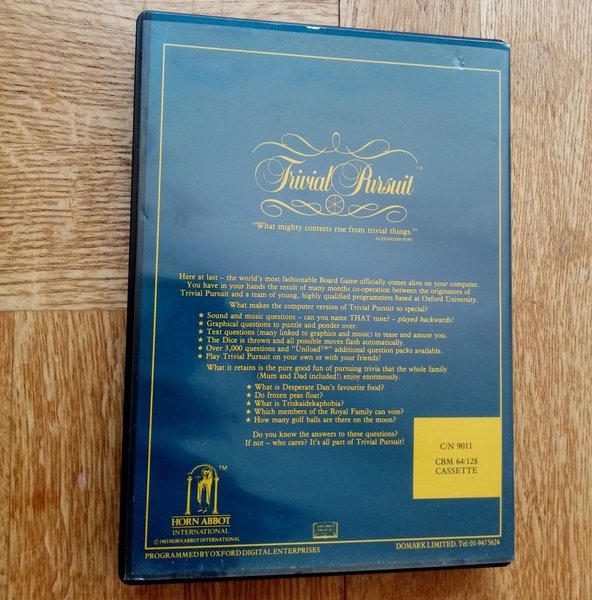 Trivial Pursuit™
"What mighty contests rise from trivial things."
ALEXANDER POPE
Here at last – the world's most fashionable Board Game officially comes alive on your computer.
You have in your hands the result of many months co-operation between the originators of
Trivial Pursuit and a team of young, highly qualified programmers based at Oxford University.
What makes the computer version of Trivial Pursuit so special?
★ Sound and music questions – can you name THAT tune? – played backwards!
★ Graphical questions to puzzle and ponder over.
★ Text questions (many linked to graphics and music) to tease and amuse you.
★ The Dice is thrown and all possible moves flash automatically.
★ Over 3,000 questions and "Uniload™" additional question packs available.
★ Play Trivial Pursuit on your own or with your friends!
What it retains is the pure good fun of pursuing trivia that the whole family
(Mum and Dad included!) enjoy enormously.
★ What is Desperate Dan's favourite food?
★ Do frozen peas float?
★ What is Triskaidekaphobia?
★ Which members of the Royal Family can vote?
★ How many golf balls are there on the moon?
Do you know the answers to these questions?
If not – who cares? It's all part of Trivial Pursuit!
C/N 9011
CBM 64/128
CASSETTE
™
HORN ABBOT
INTERNATIONAL
© 1983 HORN ABBOT INTERNATIONAL
PROGRAMMED BY OXFORD DIGITAL ENTERPRISES
DOMARK LIMITED. Tel: 01-947 5624